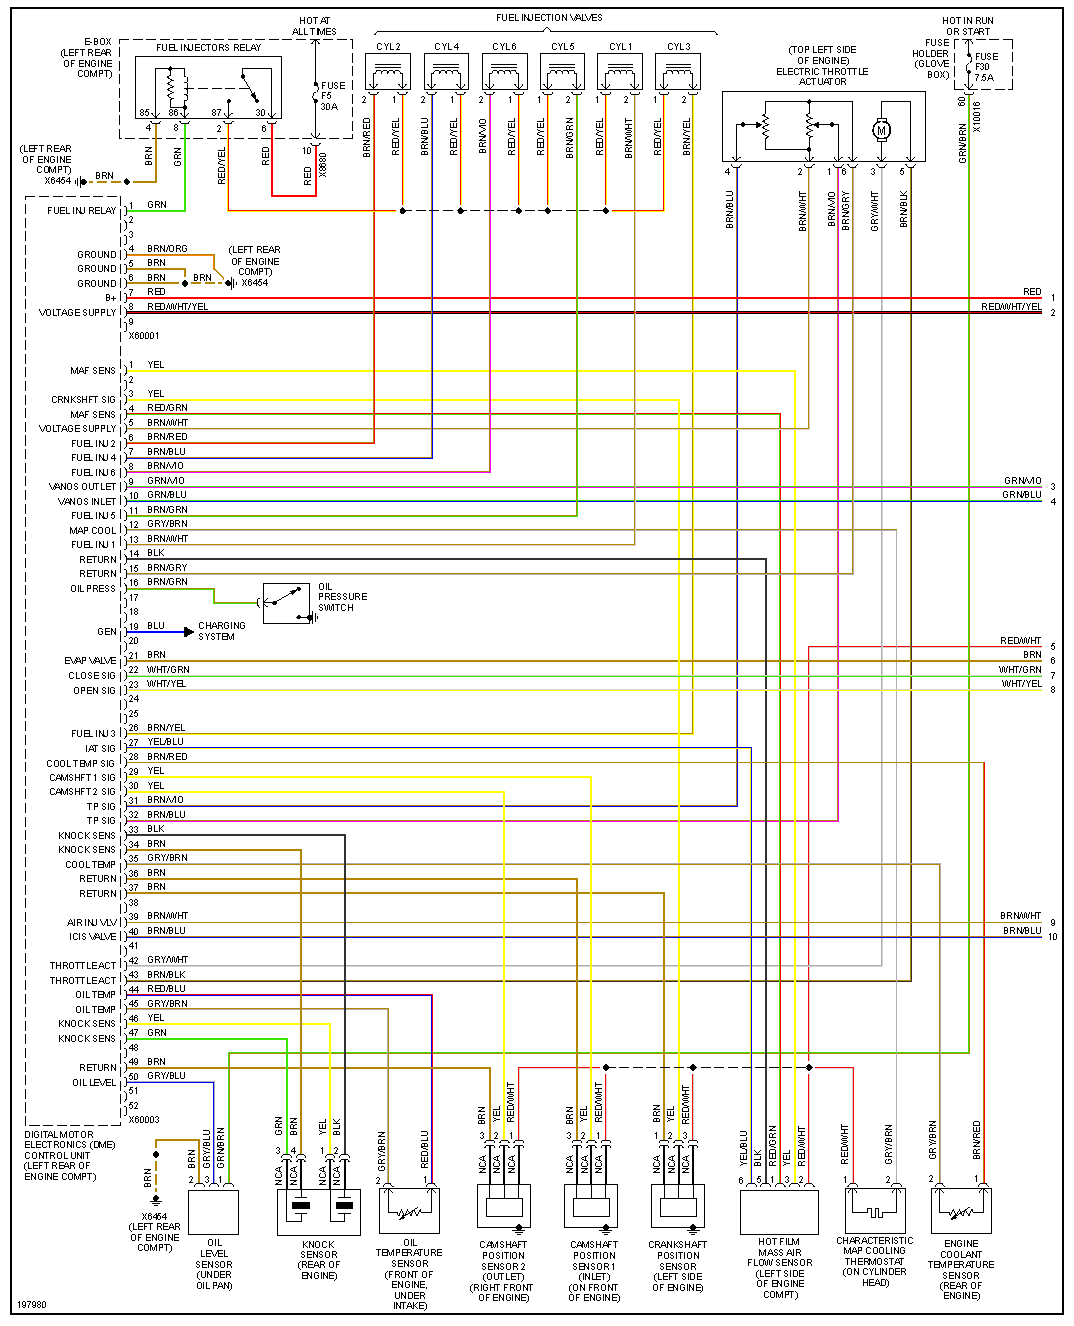 FUEL INJECTION VALVES
HOT AT
ALL TIMES
HOT IN RUN
OR START
E-BOX
(LEFT REAR
OF ENGINE
COMPT)
FUEL INJECTORS RELAY
FUSE
F5
30A
85 86 87 30
4 8 2 6 10
X8680
BRN GRN RED/YEL RED RED
(LEFT REAR
OF ENGINE
COMPT)
X6454
BRN
CYL 2 CYL 4 CYL 6 CYL 5 CYL 1 CYL 3
2 1 2 1 2 1 1 2 1 2 1 2
BRN/RED RED/YEL BRN/BLU RED/YEL BRN/VIO RED/YEL RED/YEL BRN/GRN RED/YEL BRN/WHT RED/YEL BRN/YEL
(TOP LEFT SIDE
OF ENGINE)
ELECTRIC THROTTLE
ACTUATOR
M
4 2 1 6 3 5
BRN/BLU BRN/WHT BRN/VIO BRN/GRY GRY/WHT BRN/BLK
FUSE
HOLDER
(GLOVE
BOX)
FUSE
F30
7.5A
60
X10016
GRN/BRN
FUEL INJ RELAY 1 GRN
2
3
GROUND 4 BRN/ORG
GROUND 5 BRN
GROUND 6 BRN BRN
(LEFT REAR
OF ENGINE
COMPT)
X6454
B+ 7 RED RED 1
VOLTAGE SUPPLY 8 RED/WHT/YEL RED/WHT/YEL 2
9
X60001
MAF SENS 1 YEL
2
CRNKSHFT SIG 3 YEL
MAF SENS 4 RED/GRN
VOLTAGE SUPPLY 5 BRN/WHT
FUEL INJ 2 6 BRN/RED
FUEL INJ 4 7 BRN/BLU
FUEL INJ 6 8 BRN/VIO
VANOS OUTLET 9 GRN/VIO GRN/VIO 3
VANOS INLET 10 GRN/BLU GRN/BLU 4
FUEL INJ 5 11 BRN/GRN
MAP COOL 12 GRY/BRN
FUEL INJ 1 13 BRN/WHT
RETURN 14 BLK
RETURN 15 BRN/GRY
OIL PRESS 16 BRN/GRN
OIL
PRESSURE
SWITCH
17
18
GEN 19 BLU
CHARGING
SYSTEM
20
RED/WHT 5
EVAP VALVE 21 BRN BRN 6
CLOSE SIG 22 WHT/GRN WHT/GRN 7
OPEN SIG 23 WHT/YEL WHT/YEL 8
24
25
FUEL INJ 3 26 BRN/YEL
IAT SIG 27 YEL/BLU
COOL TEMP SIG 28 BRN/RED
CAMSHFT 1 SIG 29 YEL
CAMSHFT 2 SIG 30 YEL
TP SIG 31 BRN/VIO
TP SIG 32 BRN/BLU
KNOCK SENS 33 BLK
KNOCK SENS 34 BRN
COOL TEMP 35 GRY/BRN
RETURN 36 BRN
RETURN 37 BRN
38
AIR INJ VLV 39 BRN/WHT BRN/WHT 9
ICIS VALVE 40 BRN/BLU BRN/BLU 10
41
THROTTLE ACT 42 GRY/WHT
THROTTLE ACT 43 BRN/BLK
OIL TEMP 44 RED/BLU
OIL TEMP 45 GRY/BRN
KNOCK SENS 46 YEL
KNOCK SENS 47 GRN
48
RETURN 49 BRN
OIL LEVEL 50 GRY/BLU
51
52
X60003
DIGITAL MOTOR
ELECTRONICS (DME)
CONTROL UNIT
(LEFT REAR OF
ENGINE COMPT)
BRN
X6454
(LEFT REAR
OF ENGINE
COMPT)
BRN GRY/BLU GRN/BRN
2 3 1
OIL
LEVEL
SENSOR
(UNDER
OIL PAN)
GRN BRN YEL BLK
3 4 1 2
NCA NCA NCA NCA
KNOCK
SENSOR
(REAR OF
ENGINE)
GRY/BRN RED/BLU
2 1
OIL
TEMPERATURE
SENSOR
(FRONT OF
ENGINE,
UNDER
INTAKE)
BRN YEL RED/WHT
3 2 1
NCA NCA NCA
CAMSHAFT
POSITION
SENSOR 2
(OUTLET)
(RIGHT FRONT
OF ENGINE)
BRN YEL RED/WHT
3 2 1
NCA NCA NCA
CAMSHAFT
POSITION
SENSOR 1
(INLET)
(ON FRONT
OF ENGINE)
BRN YEL RED/WHT
1 2 3
NCA NCA NCA
CRANKSHAFT
POSITION
SENSOR
(LEFT SIDE
OF ENGINE)
YEL/BLU BLK RED/GRN YEL RED/WHT
6 5 1 3 2
HOT FILM
MASS AIR
FLOW SENSOR
(LEFT SIDE
OF ENGINE
COMPT)
RED/WHT GRY/BRN
1 2
CHARACTERISTIC
MAP COOLING
THERMOSTAT
(ON CYLINDER
HEAD)
GRY/BRN BRN/RED
2 1
ENGINE
COOLANT
TEMPERATURE
SENSOR
(REAR OF
ENGINE)
197980